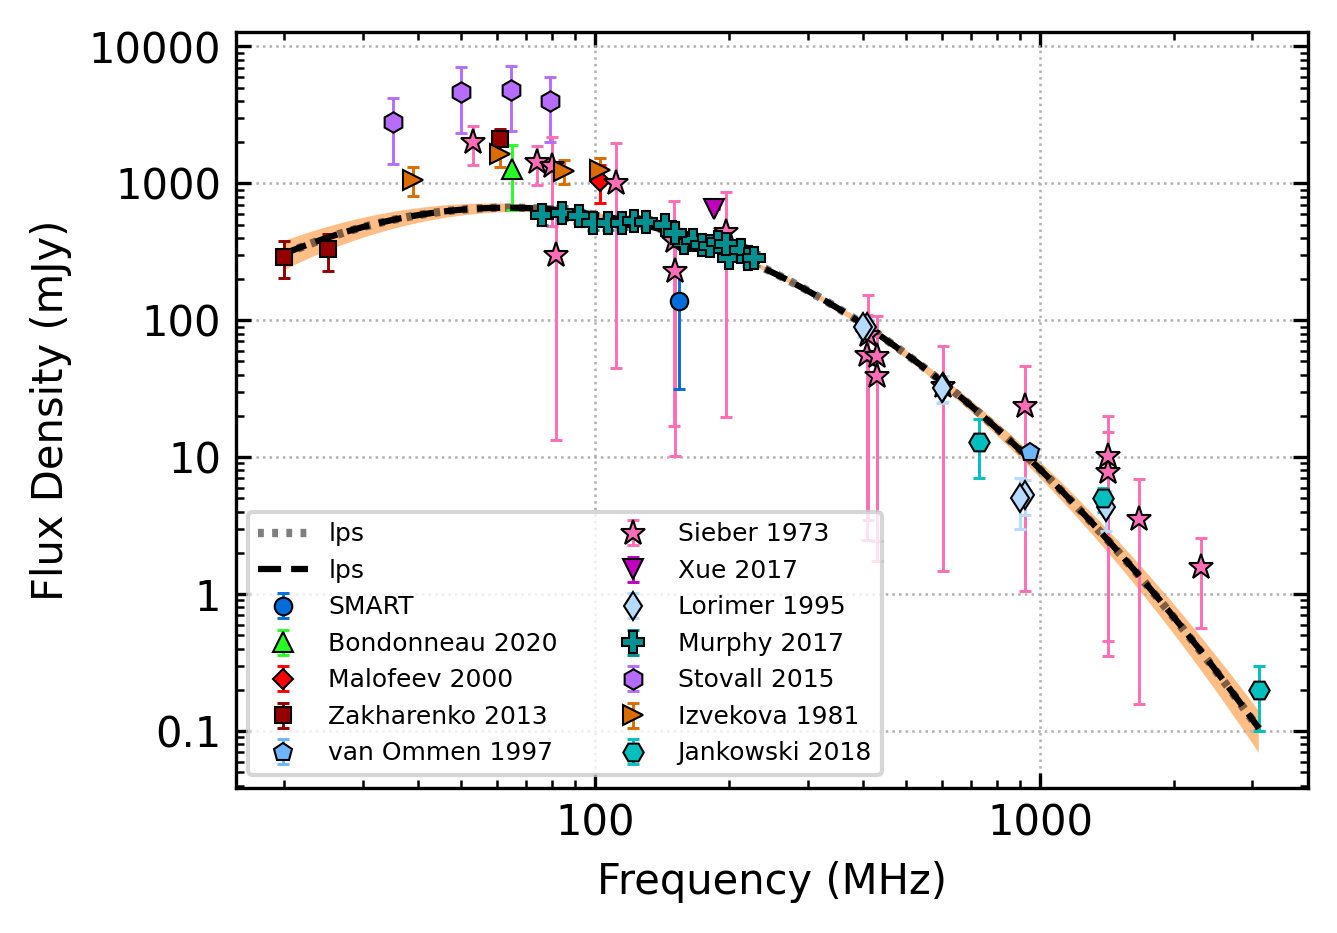 10000
1000
100
10
1
0.1
Flux Density (mJy)
lps
lps
SMART
Bondonneau 2020
Malofeev 2000
Zakharenko 2013
van Ommen 1997
Sieber 1973
Xue 2017
Lorimer 1995
Murphy 2017
Stovall 2015
Izvekova 1981
Jankowski 2018
100
1000
Frequency (MHz)